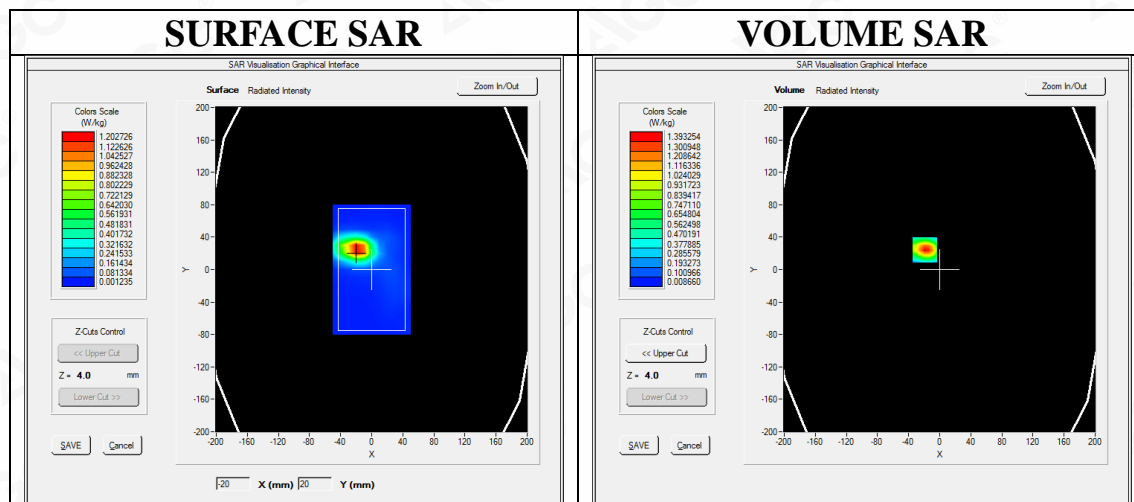 SURFACE SAR
SAR Visualisation Graphical Interface
Surface Radiated Intensity
Zoom In/Out
Colors Scale
(W/kg)
1.202726
1.122626
1.042527
0.962428
0.882328
0.802229
0.722129
0.642030
0.561931
0.481831
0.401732
0.321632
0.241533
0.161434
0.081334
0.001235
Z-Cuts Control
<< Upper Cut
Z = 4.0 mm
Lower Cut >>
SAVE Cancel
200
160
120
80
40
0
-40
-80
-120
-160
-200
Y
-200 -160 -120 -80 -40 0 40 80 120 160 200
X
-20 X (mm) 20 Y (mm)
VOLUME SAR
SAR Visualisation Graphical Interface
Volume Radiated Intensity
Zoom In/Out
Colors Scale
(W/kg)
1.393254
1.300948
1.208642
1.116336
1.024029
0.931723
0.839417
0.747110
0.654804
0.562498
0.470191
0.377885
0.285579
0.193273
0.100966
0.008660
Z-Cuts Control
<< Upper Cut
Z = 4.0 mm
Lower Cut >>
SAVE Cancel
200
160
120
80
40
0
-40
-80
-120
-160
-200
Y
-200 -160 -120 -80 -40 0 40 80 120 160 200
X